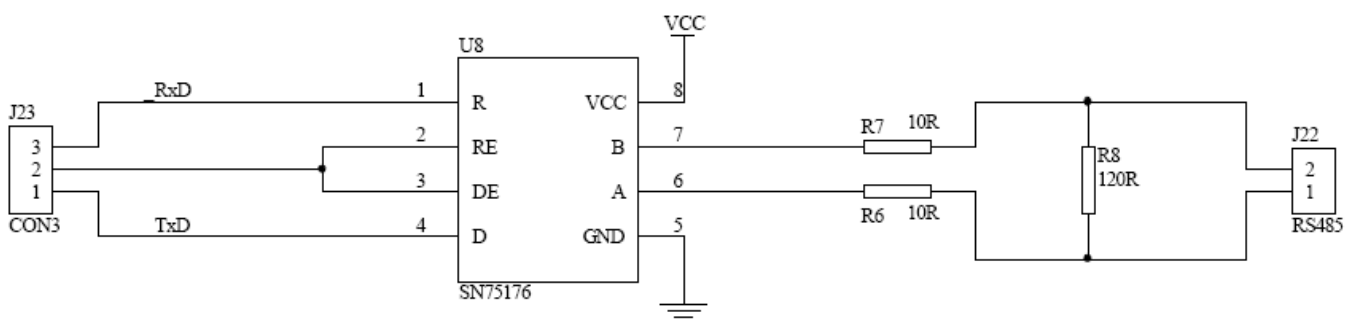 VCC
U8
_RxD
1
R
VCC
8
J23
3
2
1
CON3
2
RE
B
7
R7
10R
3
DE
A
6
R6
10R
R8
120R
J22
2
1
RS485
TxD
4
D
GND
5
SN75176